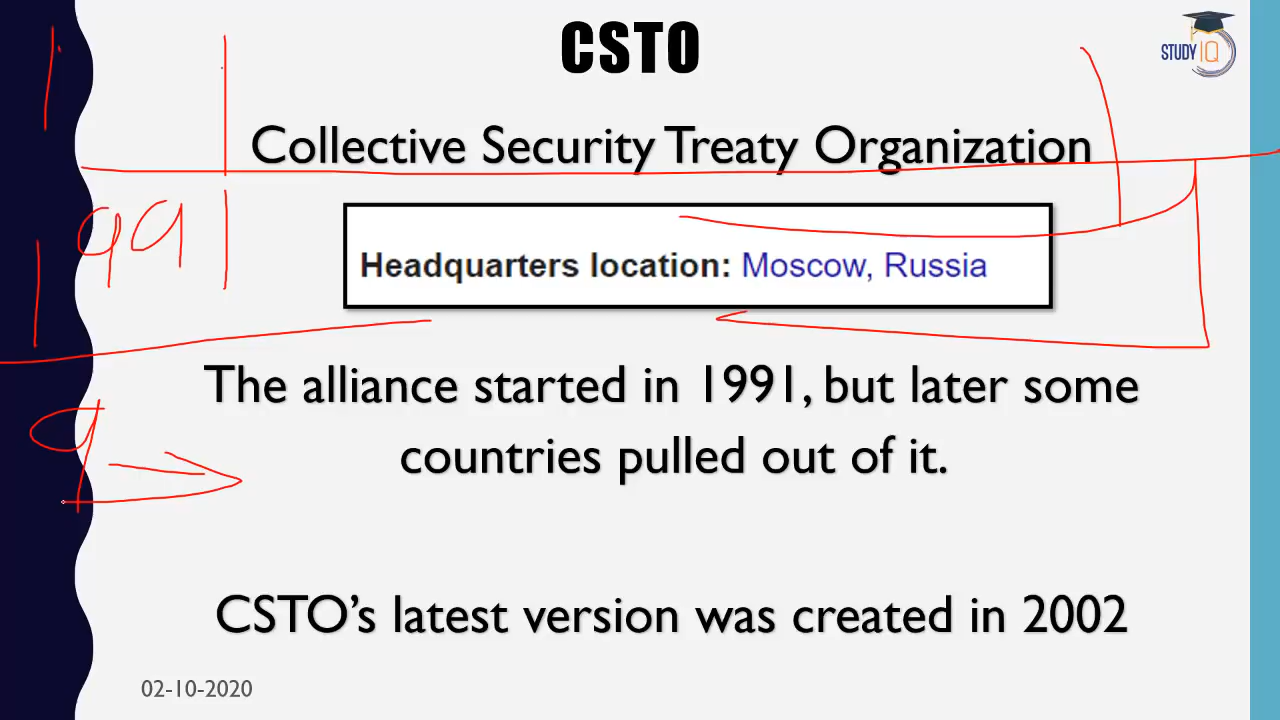 CSTO
STUDY IQ
Collective Security Treaty Organization
1991
Headquarters location: Moscow, Russia
The alliance started in 1991, but later some
countries pulled out of it.
9
CSTO’s latest version was created in 2002
02-10-2020